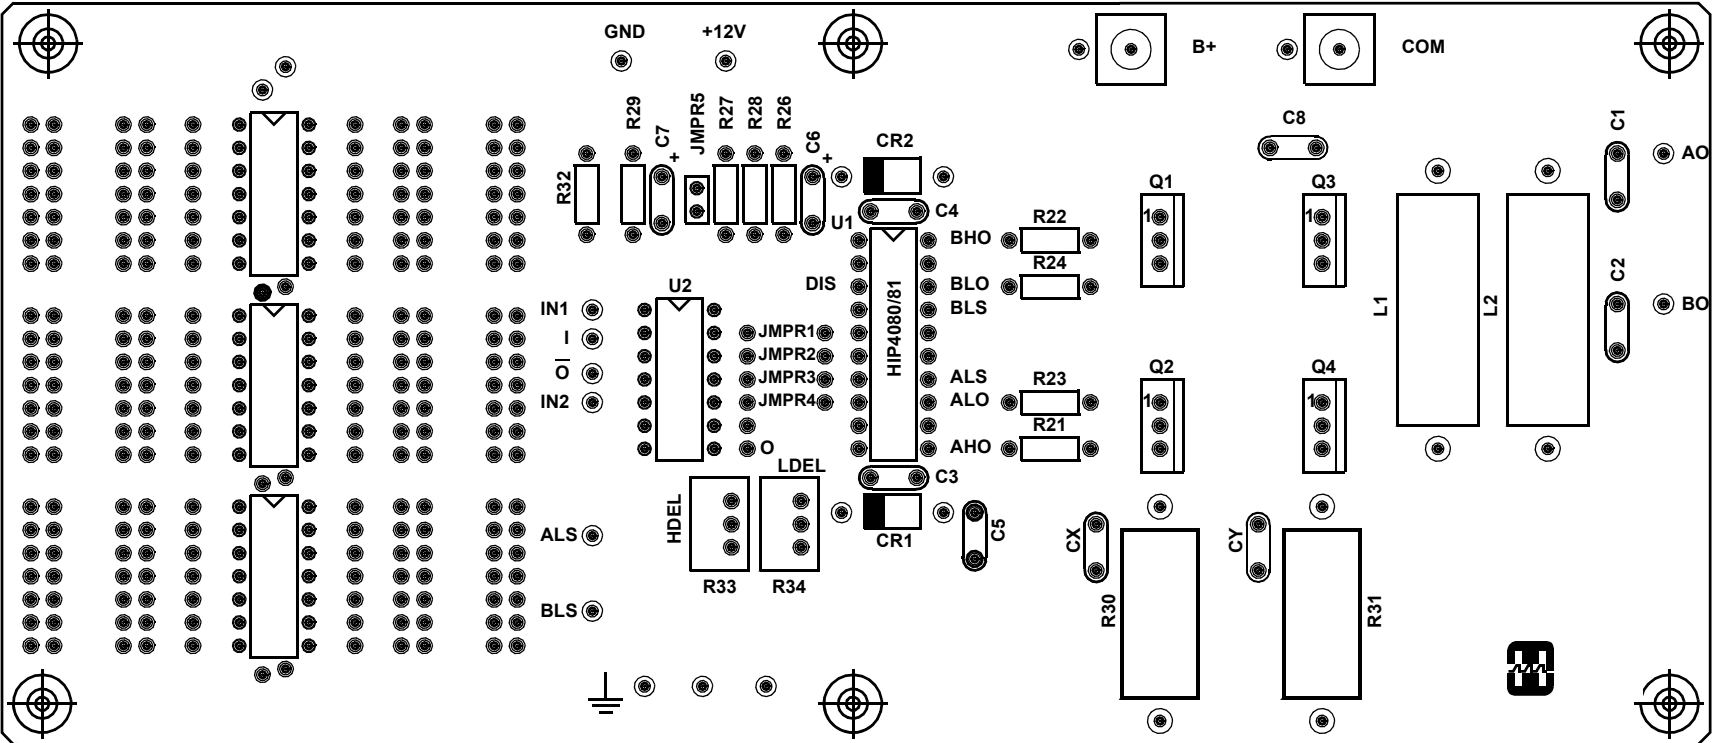 GND
+12V
B+
COM
R29
C7
+
JMPR5
R27
R28
R26
C6
+
CR2
C8
C1
AO
R32
U1
C4
Q1
1
Q3
1
BHO
R22
R24
DIS
BLO
BLS
HIP4080/81
C2
BO
L1
L2
U2
IN1
I
O
IN2
JMPR1
JMPR2
JMPR3
JMPR4
O
ALS
ALO
R23
R21
AHO
Q2
1
Q4
1
LDEL
HDEL
C3
CR1
C5
CX
CY
R33
R34
R30
R31
ALS
BLS